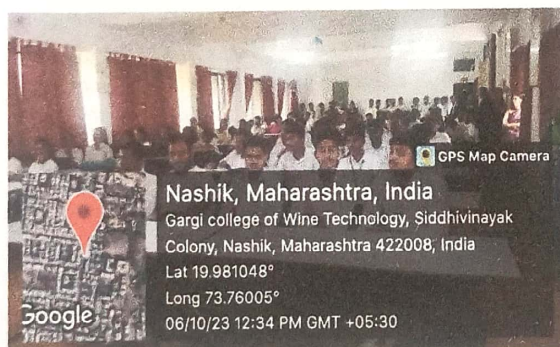 GPS Map Camera
Nashik, Maharashtra, India
Gargi college of Wine Technology, Siddhivinayak
Colony, Nashik, Maharashtra 422008, India
Lat 19.981048°
Long 73.76005°
06/10/23 12:34 PM GMT +05:30
Google